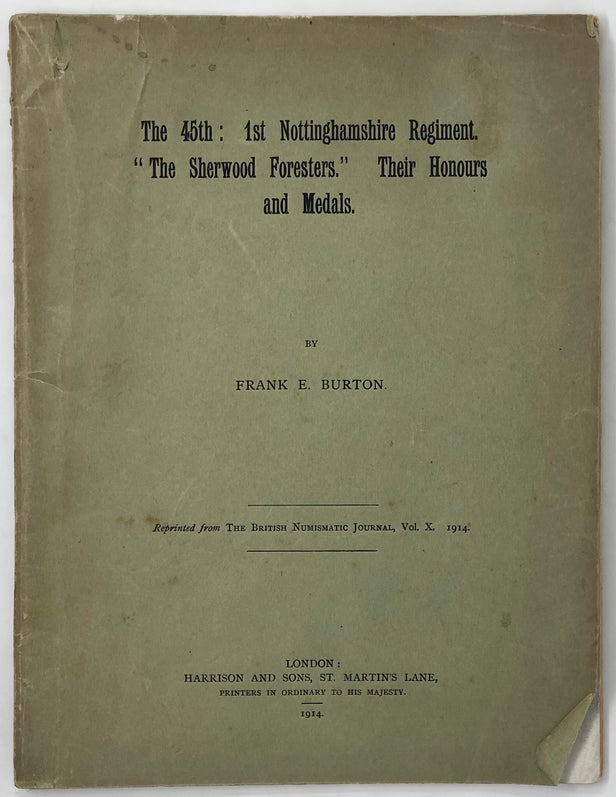 The 45th: 1st Nottinghamshire Regiment.
"The Sherwood Foresters." Their Honours
and Medals.
BY
FRANK E. BURTON.
Reprinted from THE BRITISH NUMISMATIC JOURNAL, VOL. X. 1914.
LONDON:
HARRISON AND SONS, ST. MARTIN'S LANE,
PRINTERS IN ORDINARY TO HIS MAJESTY.
1914.